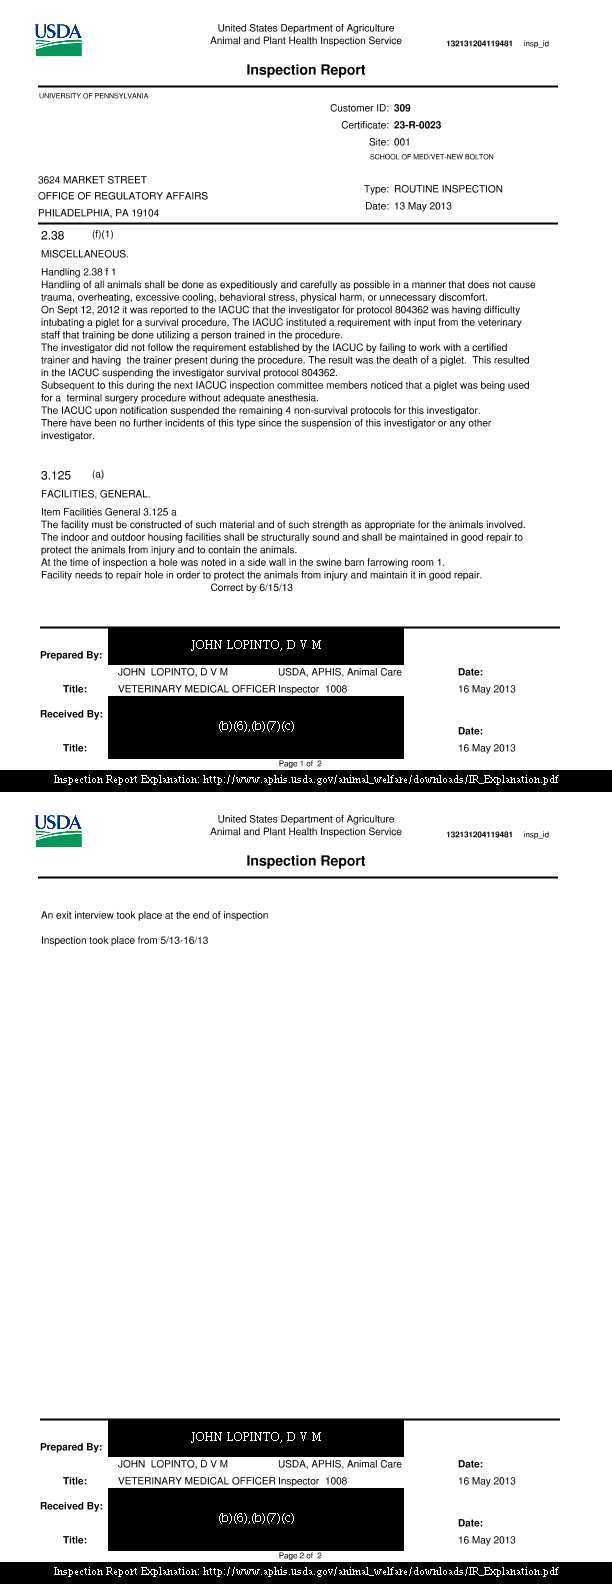 USDA
United States Department of Agriculture
Animal and Plant Health Inspection Service
132131204119481 insp_id
Inspection Report
UNIVERSITY OF PENNSYLVANIA
Customer ID: 309
Certificate: 23-R-0023
Site: 001
SCHOOL OF MED/VET-NEW BOLTON
3624 MARKET STREET
OFFICE OF REGULATORY AFFAIRS
PHILADELPHIA, PA 19104
Type: ROUTINE INSPECTION
Date: 13 May 2013
2.38 (f)(1)
MISCELLANEOUS.
Handling 2.38 f 1
Handling of all animals shall be done as expeditiously and carefully as possible in a manner that does not cause
trauma, overheating, excessive cooling, behavioral stress, physical harm, or unnecessary discomfort.
On Sept 12, 2012 it was reported to the IACUC that the investigator for protocol 804362 was having difficulty
intubating a piglet for a survival procedure. The IACUC instituted a requirement with input from the veterinary
staff that training be done utilizing a person trained in the procedure.
The investigator did not follow the requirement established by the IACUC by failing to work with a certified
trainer and having the trainer present during the procedure. The result was the death of a piglet. This resulted
in the IACUC suspending the investigator survival protocol 804362.
Subsequent to this during the next IACUC inspection committee members noticed that a piglet was being used
for a terminal surgery procedure without adequate anesthesia.
The IACUC upon notification suspended the remaining 4 non-survival protocols for this investigator.
There have been no further incidents of this type since the suspension of this investigator or any other
investigator.
3.125 (a)
FACILITIES, GENERAL.
Item Facilities General 3.125 a
The facility must be constructed of such material and of such strength as appropriate for the animals involved.
The indoor and outdoor housing facilities shall be structurally sound and shall be maintained in good repair to
protect the animals from injury and to contain the animals.
At the time of inspection a hole was noted in a side wall in the swine barn farrowing room 1.
Facility needs to repair hole in order to protect the animals from injury and maintain it in good repair.
Correct by 6/15/13
JOHN LOPINTO, D V M
Prepared By:
JOHN LOPINTO, D V M USDA, APHIS, Animal Care Date:
Title: VETERINARY MEDICAL OFFICER Inspector 1008 16 May 2013
Received By:
(b)(6),(b)(7)(c)
Date:
Title: 16 May 2013
Page 1 of 2
Inspection Report Explanation: http://www.aphis.usda.gov/animal_welfare/downloads/IR_Explanation.pdf
USDA
United States Department of Agriculture
Animal and Plant Health Inspection Service
132131204119481 insp_id
Inspection Report
An exit interview took place at the end of inspection
Inspection took place from 5/13-16/13
JOHN LOPINTO, D V M
Prepared By:
JOHN LOPINTO, D V M USDA, APHIS, Animal Care Date:
Title: VETERINARY MEDICAL OFFICER Inspector 1008 16 May 2013
Received By:
(b)(6),(b)(7)(c)
Date:
Title: 16 May 2013
Page 2 of 2
Inspection Report Explanation: http://www.aphis.usda.gov/animal_welfare/downloads/IR_Explanation.pdf